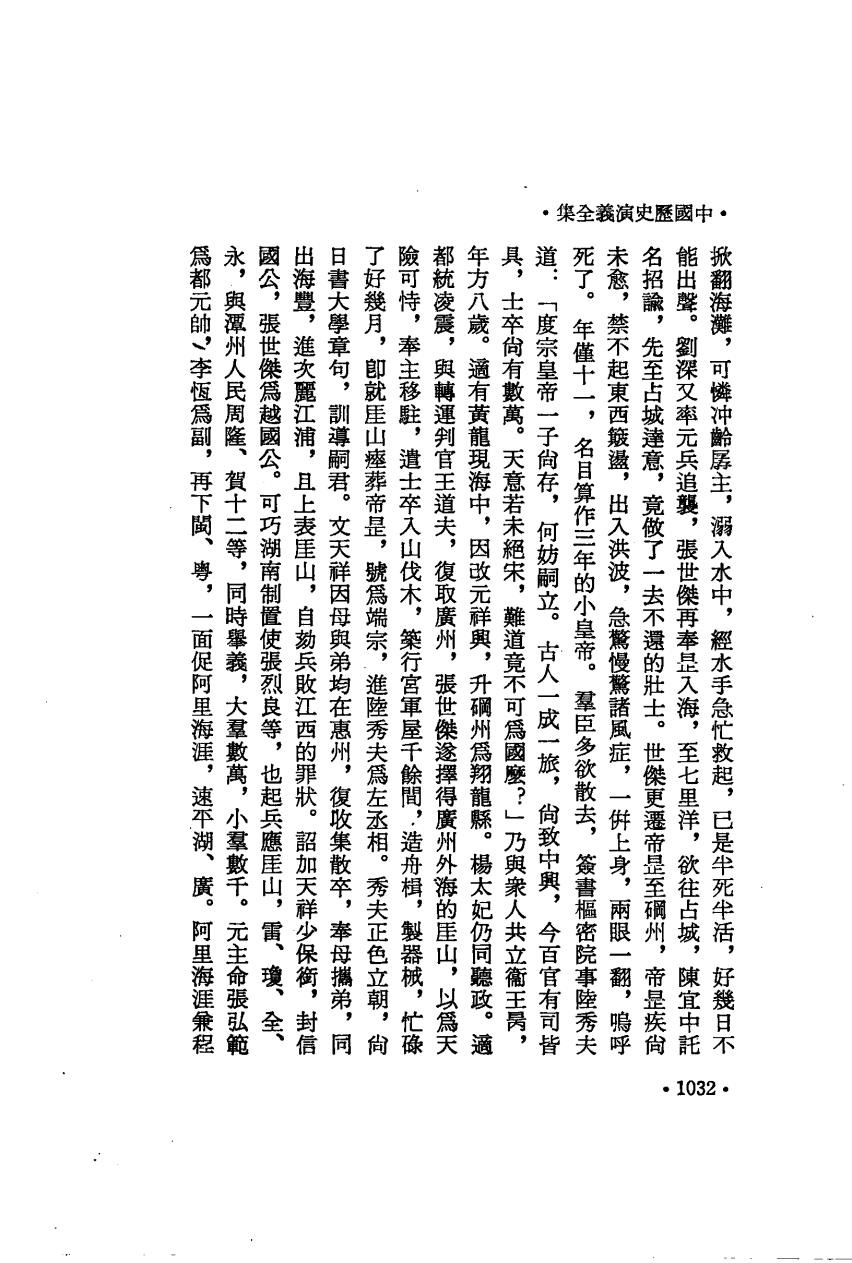 •中國歷史演義全集•
掀翻海灘，可憐冲齡孱主，溺入水中，經水手急忙救起，已是半死半活，好幾日不
能出聲。劉深又率元兵追襲，張世傑再奉昰入海，至七里洋，欲往占城，陳宜中託
名招諭，先至占城達意，竟做了一去不還的壯士。世傑更遷帝昰至碙州，帝昰疾尙
未愈，禁不起東西簸盪，出入洪波，急驚慢驚諸風症，一併上身，兩眼一翻，嗚呼
死了。年僅十一，名目算作三年的小皇帝。羣臣多欲散去，簽書樞密院事陸秀夫
道：「度宗皇帝一子尙存，何妨嗣立。古人一成一旅，尙致中興，今百官有司皆
具，士卒尙有數萬。天意若未絕宋，難道竟不可爲國麼？」乃與衆人共立衞王昺，
年方八歲。適有黃龍現海中，因改元祥興，升碙州爲翔龍縣。楊太妃仍同聽政。適
都統凌震，與轉運判官王道夫，復取廣州，張世傑遂擇得廣州外海的厓山，以爲天
險可恃，奉主移駐，遣士卒入山伐木，築行宮軍屋千餘間，造舟楫，製器械，忙碌
了好幾月，卽就厓山瘞葬帝昰，號爲端宗，進陸秀夫爲左丞相。秀夫正色立朝，尙
日書大學章句，訓導嗣君。文天祥因母與弟均在惠州，復收集散卒，奉母攜弟，同
出海豐，進次麗江浦，且上表厓山，自劾兵敗江西的罪狀。詔加天祥少保銜，封信
國公，張世傑爲越國公。可巧湖南制置使張烈良等，也起兵應厓山，雷、瓊、全、
永，與潭州人民周隆、賀十二等，同時舉義，大羣數萬，小羣數千。元主命張弘範
爲都元帥，李恆爲副，再下閩、粵，一面促阿里海涯，速平湖、廣。阿里海涯兼程
•1032•